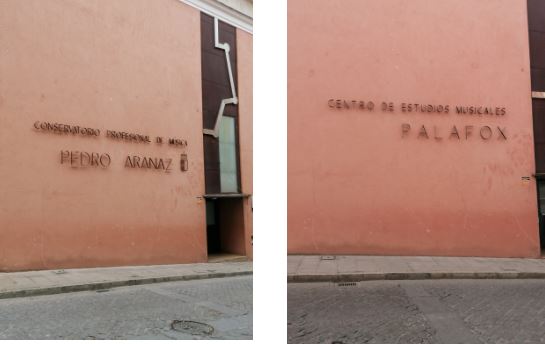 CONSERVATORIO PROFESIONAL DE MÚSICA
PEDRO ARANAZ
CENTRO DE ESTUDIOS MUSICALES
PALAFOX